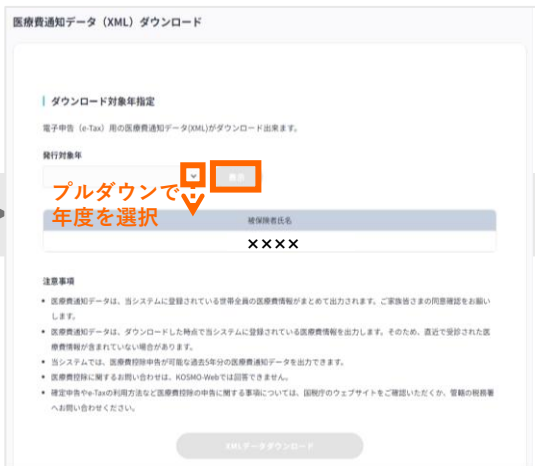 医療費通知データ（XML）ダウンロード
ダウンロード対象年指定
電子申告（e-Tax）用の医療費通知データ(XML)がダウンロード出来ます。
発行対象年
表示
プルダウンで
年度を選択
被保険者氏名
××××
注意事項
• 医療費通知データは、当システムに登録されている世帯全員の医療費情報がまとめて出力されます。ご家族皆さまの同意確認をお願い
します。
• 医療費通知データは、ダウンロードした時点で当システムに登録されている医療費情報を出力します。そのため、直近で受診された医
療費情報が含まれていない場合があります。
• 当システムでは、医療費控除申告が可能な過去5年分の医療費通知データを出力できます。
• 医療費控除に関するお問い合わせは、KOSMO-Webでは回答できません。
• 確定申告やe-Taxの利用方法など医療費控除の申告に関する事項については、国税庁のウェブサイトをご確認いただくか、管轄の税務署
へお問い合わせください。
XMLデータダウンロード